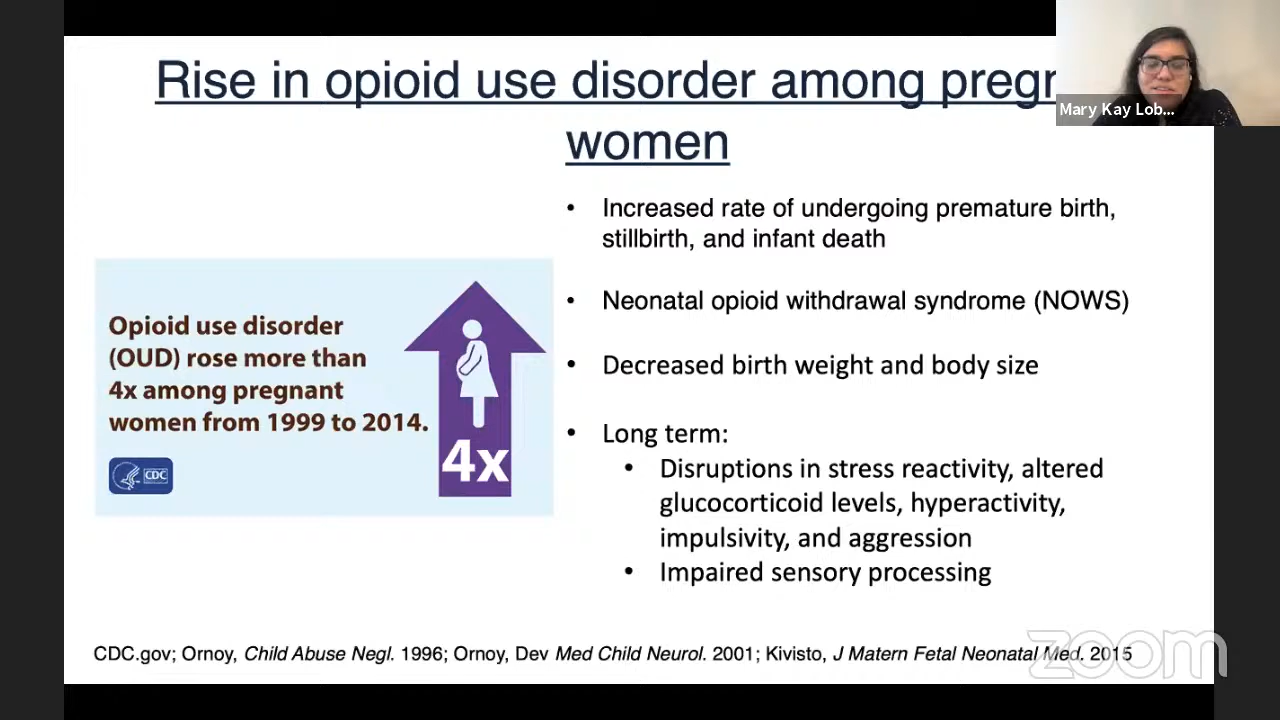 Rise in opioid use disorder among pregn
women
Mary Kay Lob...
• Increased rate of undergoing premature birth,
stillbirth, and infant death
• Neonatal opioid withdrawal syndrome (NOWS)
• Decreased birth weight and body size
• Long term:
• Disruptions in stress reactivity, altered
glucocorticoid levels, hyperactivity,
impulsivity, and aggression
• Impaired sensory processing
Opioid use disorder
(OUD) rose more than
4x among pregnant
women from 1999 to 2014.
4x
CDC
CDC.gov; Ornoy, Child Abuse Negl. 1996; Ornoy, Dev Med Child Neurol. 2001; Kivisto, J Matern Fetal Neonatal Med. 2015
zoom